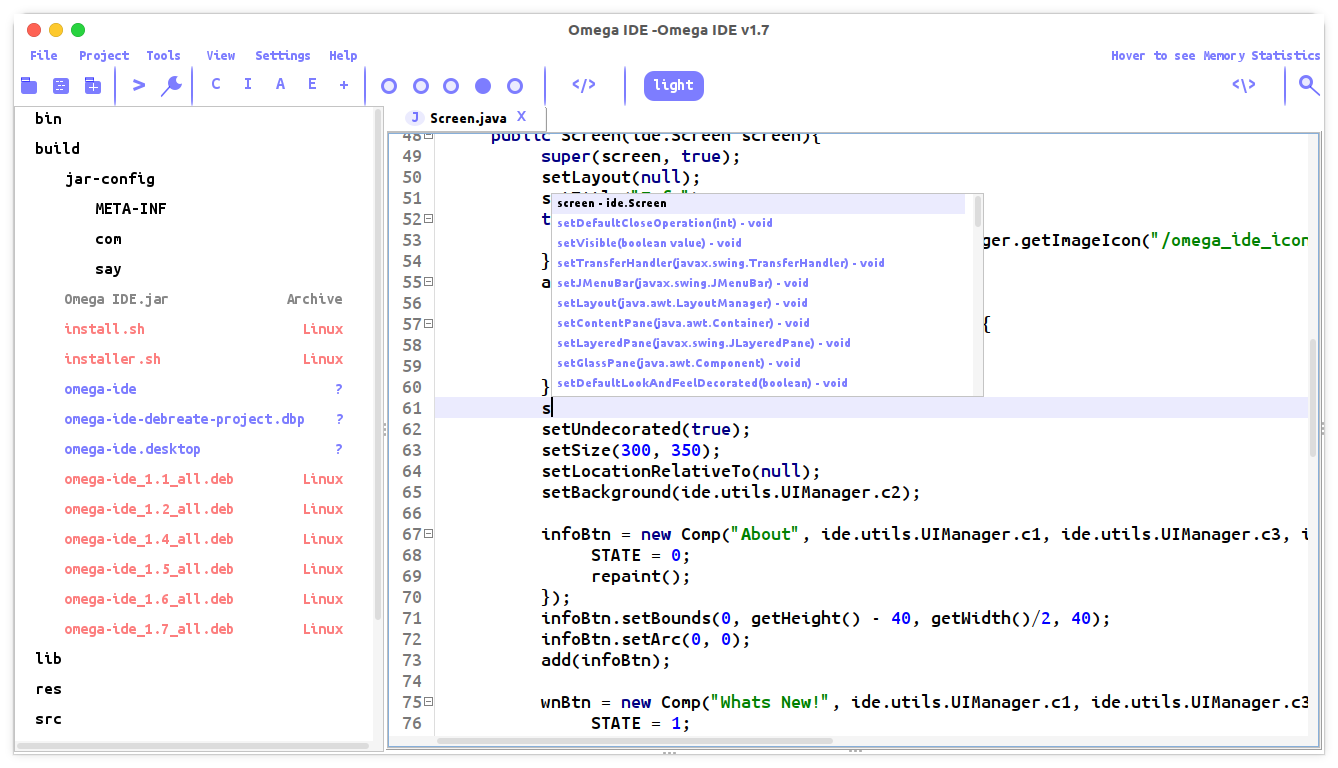 Omega IDE -Omega IDE v1.7
File Project Tools View Settings Help
Hover to see Memory Statistics
> C I A E + </> light <\>
bin
build
jar-config
META-INF
com
say
Omega IDE.jar Archive
install.sh Linux
installer.sh Linux
omega-ide ?
omega-ide-debreate-project.dbp ?
omega-ide.desktop ?
omega-ide_1.1_all.deb Linux
omega-ide_1.2_all.deb Linux
omega-ide_1.4_all.deb Linux
omega-ide_1.5_all.deb Linux
omega-ide_1.6_all.deb Linux
omega-ide_1.7_all.deb Linux
lib
res
src
J Screen.java X
48 public Screen(ide.Screen screen){
49 super(screen, true);
50 setLayout(null);
51 s
52 t
53 ger.getImageIcon("/omega_ide_icon
54 }
55 a
56
57 {
58
59
60 }
61 s
62 setUndecorated(true);
63 setSize(300, 350);
64 setLocationRelativeTo(null);
65 setBackground(ide.utils.UIManager.c2);
66
67 infoBtn = new Comp("About", ide.utils.UIManager.c1, ide.utils.UIManager.c3, i
68 STATE = 0;
69 repaint();
70 });
71 infoBtn.setBounds(0, getHeight() - 40, getWidth()/2, 40);
72 infoBtn.setArc(0, 0);
73 add(infoBtn);
74
75 wnBtn = new Comp("Whats New!", ide.utils.UIManager.c1, ide.utils.UIManager.c3
76 STATE = 1;
screen - ide.Screen
setDefaultCloseOperation(int) - void
setVisible(boolean value) - void
setTransferHandler(javax.swing.TransferHandler) - void
setJMenuBar(javax.swing.JMenuBar) - void
setLayout(java.awt.LayoutManager) - void
setContentPane(java.awt.Container) - void
setLayeredPane(javax.swing.JLayeredPane) - void
setGlassPane(java.awt.Component) - void
setDefaultLookAndFeelDecorated(boolean) - void